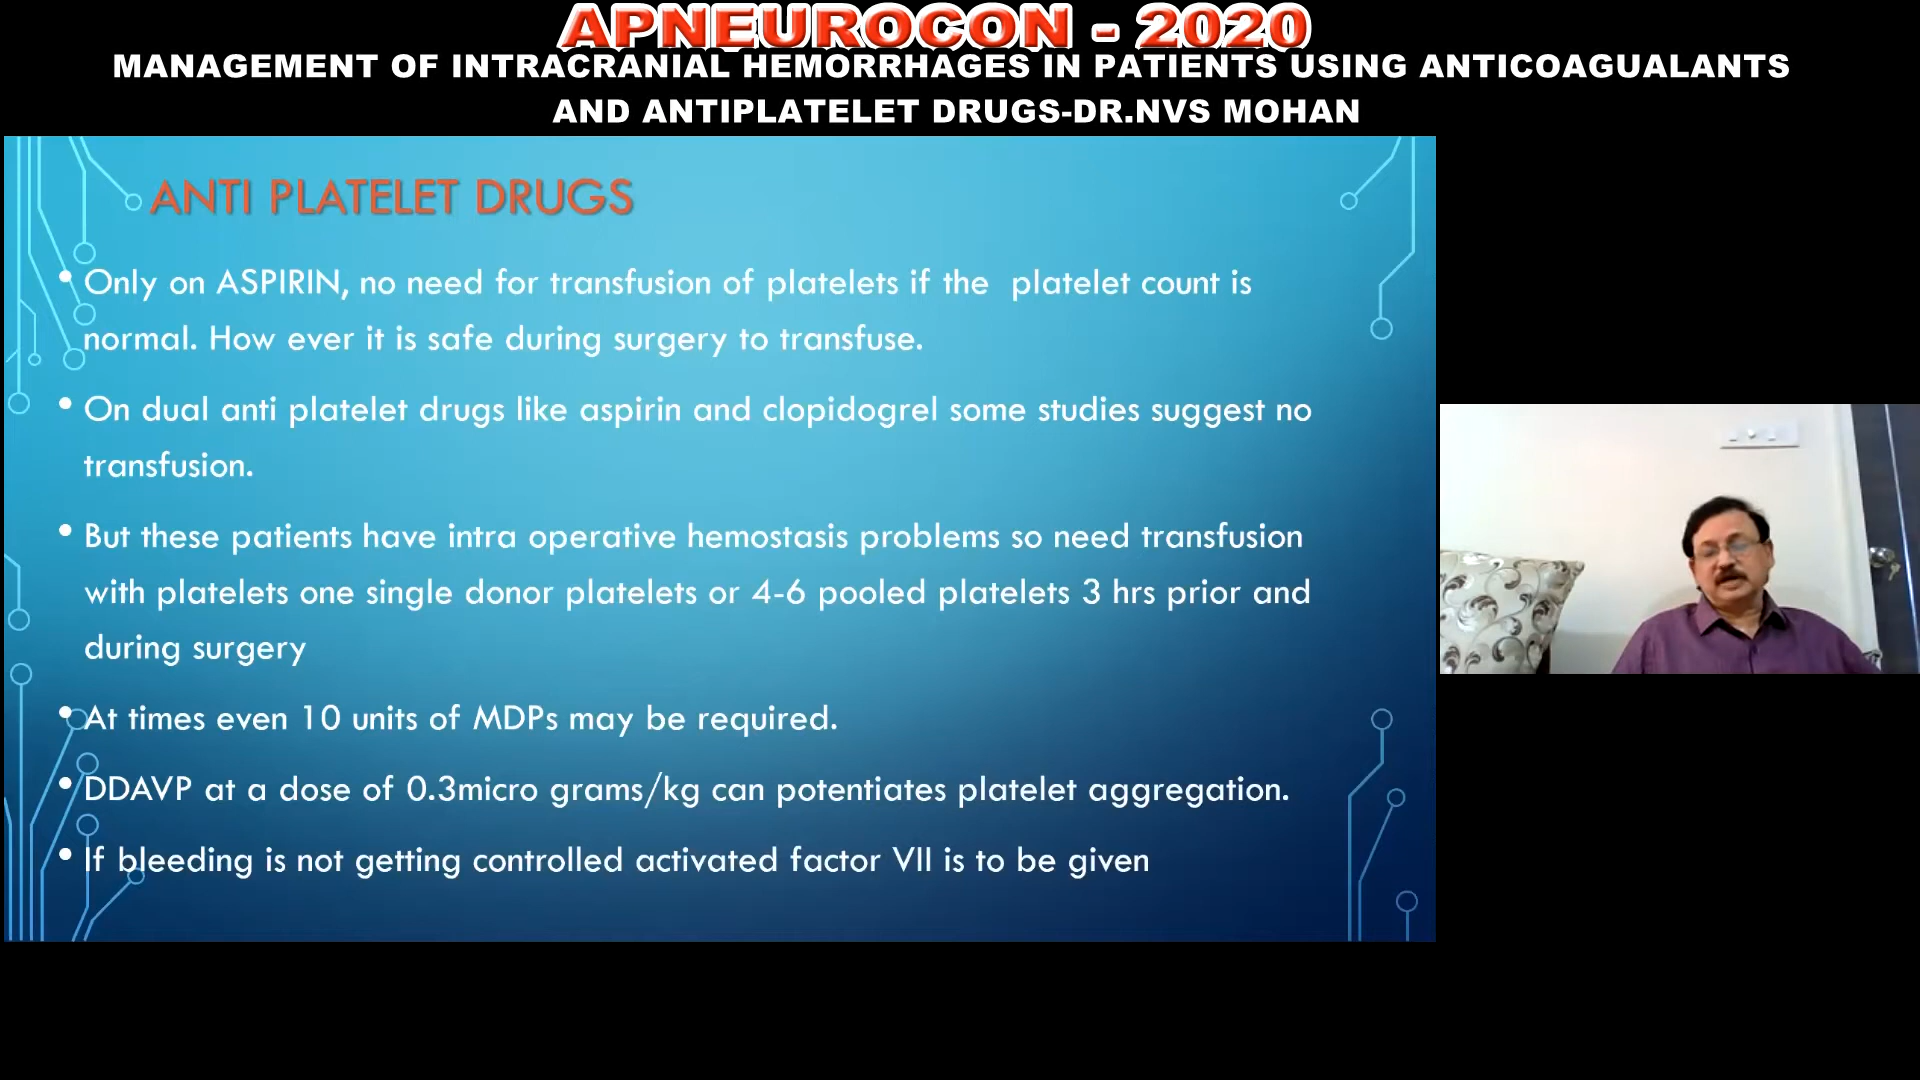 APNEUROCON - 2020
MANAGEMENT OF INTRACRANIAL HEMORRHAGES IN PATIENTS USING ANTICOAGUALANTS
AND ANTIPLATELET DRUGS-DR.NVS MOHAN
ANTI PLATELET DRUGS
• Only on ASPIRIN, no need for transfusion of platelets if the platelet count is
normal. How ever it is safe during surgery to transfuse.
• On dual anti platelet drugs like aspirin and clopidogrel some studies suggest no
transfusion.
• But these patients have intra operative hemostasis problems so need transfusion
with platelets one single donor platelets or 4-6 pooled platelets 3 hrs prior and
during surgery
• At times even 10 units of MDPs may be required.
• DDAVP at a dose of 0.3micro grams/kg can potentiates platelet aggregation.
• If bleeding is not getting controlled activated factor VII is to be given